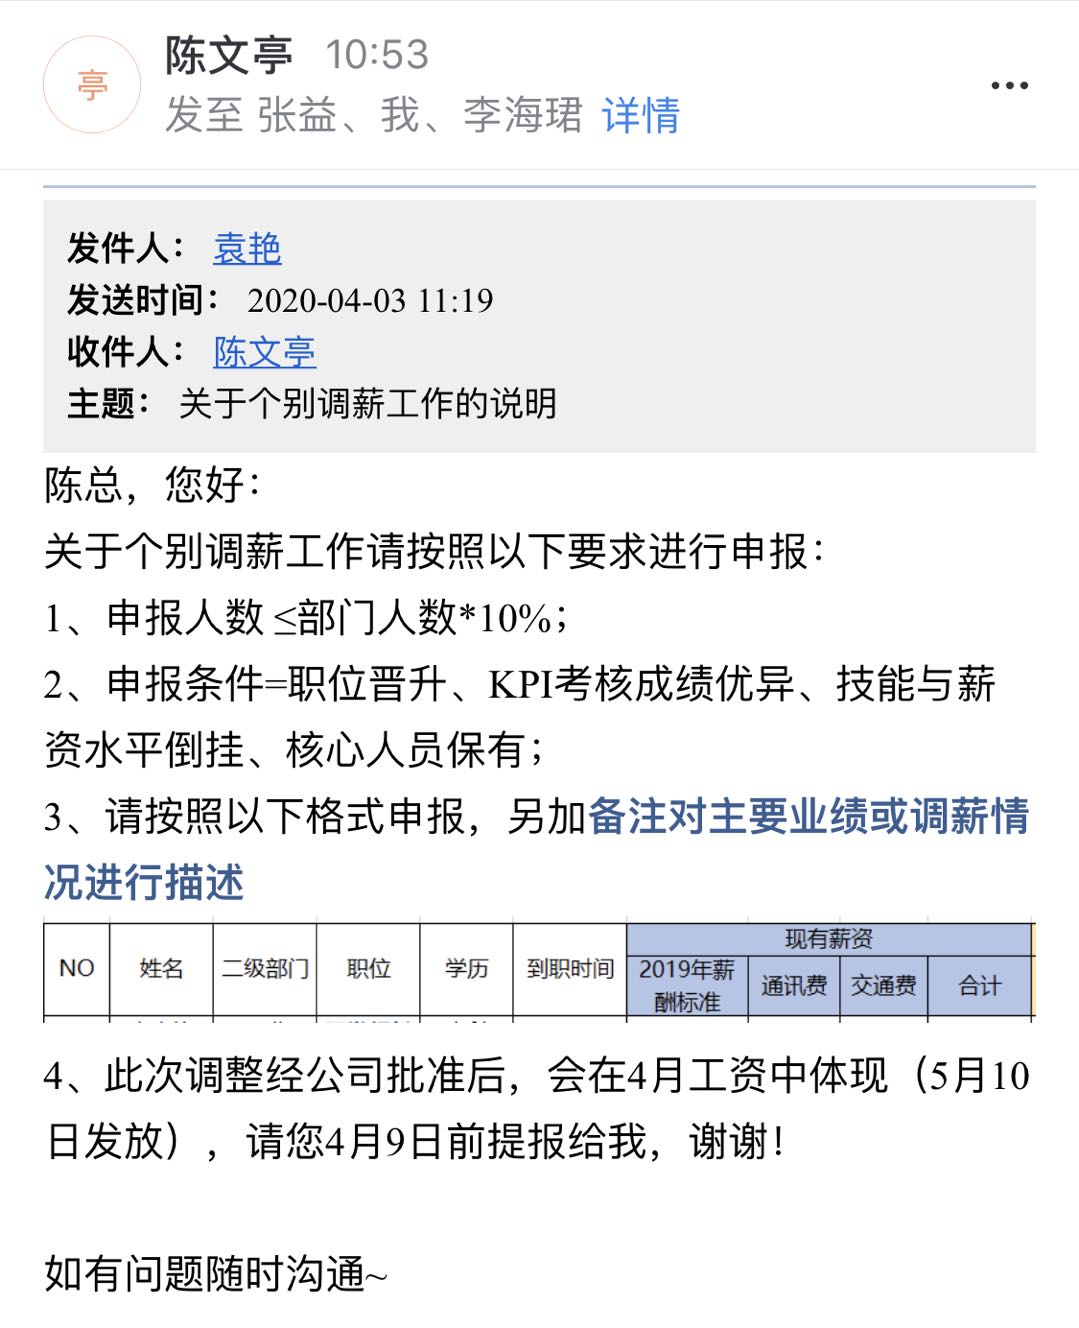 亭
陈文亭 10:53
发至 张益、我、李海珺 详情
发件人： 袁艳
发送时间： 2020-04-03 11:19
收件人： 陈文亭
主题： 关于个别调薪工作的说明
陈总，您好：
关于个别调薪工作请按照以下要求进行申报：
1、申报人数 ≤部门人数*10%；
2、申报条件=职位晋升、KPI考核成绩优异、技能与薪
资水平倒挂、核心人员保有；
3、请按照以下格式申报，另加备注对主要业绩或调薪情
况进行描述
现有薪资
NO 姓名 二级部门 职位 学历 到职时间 2019年薪 通讯费 交通费 合计
酬标准
4、此次调整经公司批准后，会在4月工资中体现（5月10
日发放），请您4月9日前提报给我，谢谢！
如有问题随时沟通~